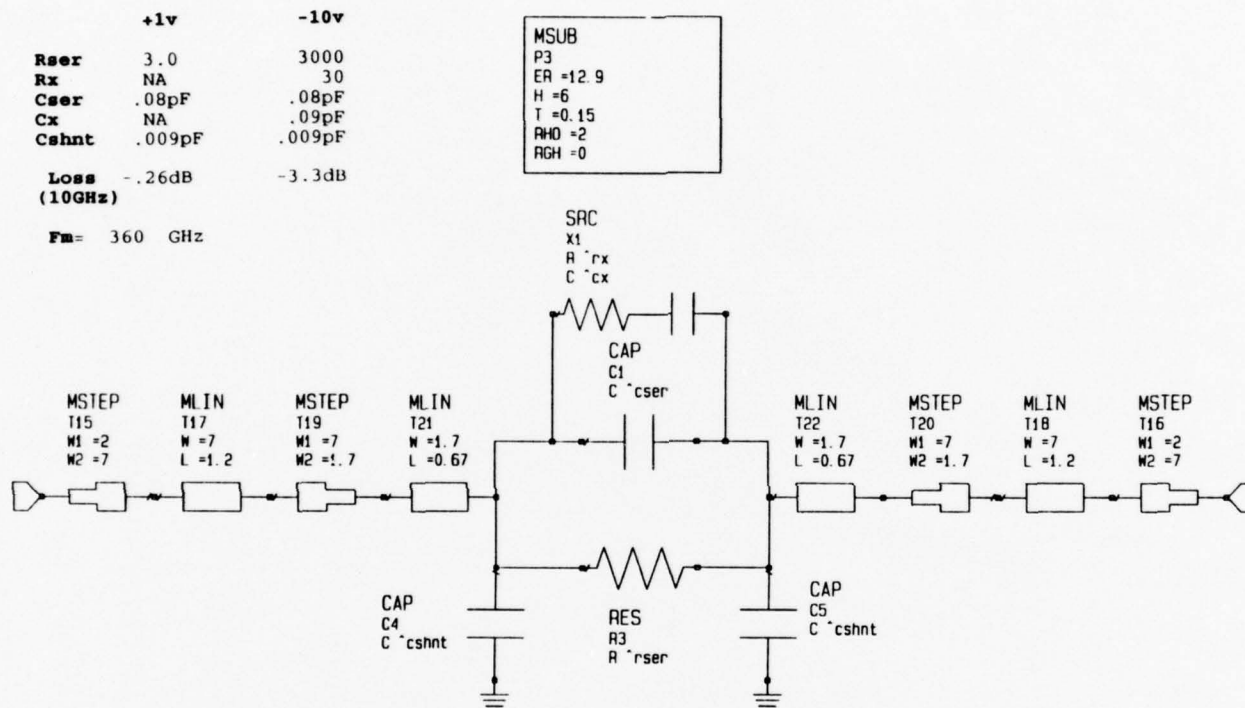 +1v -10v
Rser 3.0 3000
Rx NA 30
Cser .08pF .08pF
Cx NA .09pF
Cshnt .009pF .009pF
Loss -.26dB -3.3dB
(10GHz)
Fm= 360 GHz
MSUB
P3
ER =12.9
H =6
T =0.15
RHO =2
RGH =0
SRC
X1
R ^rx
C ^cx
CAP
C1
C ^cser
MSTEP
T15
W1 =2
W2 =7
MLIN
T17
W =7
L =1.2
MSTEP
T19
W1 =7
W2 =1.7
MLIN
T21
W =1.7
L =0.67
MLIN
T22
W =1.7
L =0.67
MSTEP
T20
W1 =7
W2 =1.7
MLIN
T18
W =7
L =1.2
MSTEP
T16
W1 =2
W2 =7
CAP
C4
C ^cshnt
RES
R3
R ^rser
CAP
C5
C ^cshnt